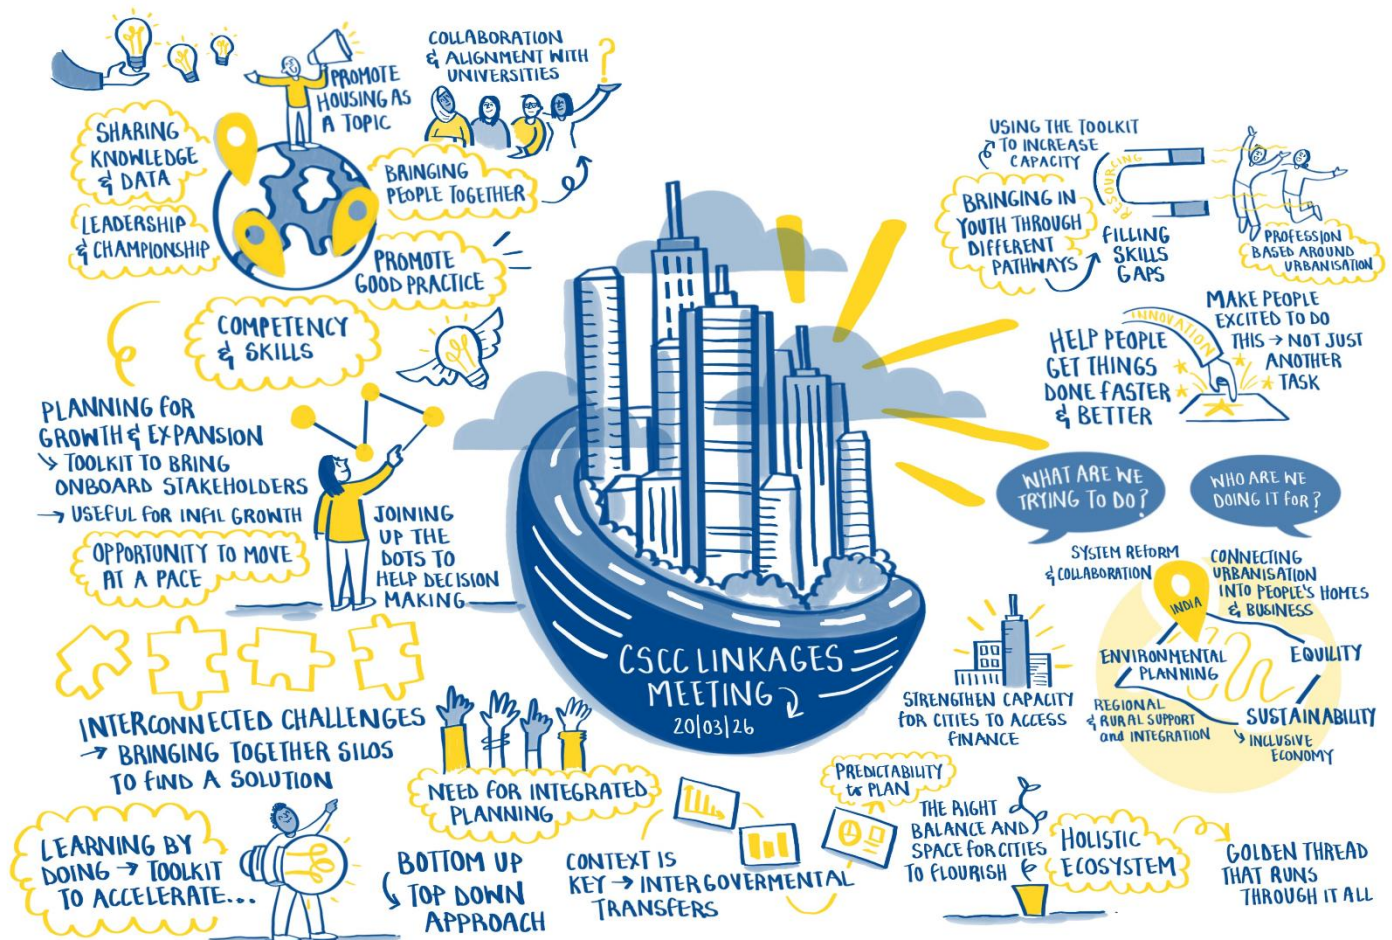 COLLABORATION
& ALIGNMENT WITH
UNIVERSITIES
PROMOTE
HOUSING AS
A TOPIC
SHARING
KNOWLEDGE
& DATA
BRINGING
PEOPLE TOGETHER
LEADERSHIP
& CHAMPIONSHIP
PROMOTE
GOOD PRACTICE
COMPETENCY
& SKILLS
PLANNING FOR
GROWTH & EXPANSION
↳ TOOLKIT TO BRING
ONBOARD STAKEHOLDERS
→ USEFUL FOR INFIL GROWTH
OPPORTUNITY TO MOVE
AT A PACE
JOINING
UP THE
DOTS TO
HELP DECISION
MAKING
INTERCONNECTED CHALLENGES
→ BRINGING TOGETHER SILOS
TO FIND A SOLUTION
LEARNING BY
DOING → TOOLKIT
TO ACCELERATE...
NEED FOR INTEGRATED
PLANNING
BOTTOM UP
↳ TOP DOWN
APPROACH
CSCC LINKAGES
MEETING
20|03|26
CONTEXT IS
KEY → INTERGOVERMENTAL
TRANSFERS
PREDICTABILITY
to PLAN
THE RIGHT
BALANCE AND
SPACE FOR CITIES
TO FLOURISH
HOLISTIC
ECOSYSTEM
GOLDEN THREAD
THAT RUNS
THROUGH IT ALL
USING THE TOOLKIT
TO INCREASE
CAPACITY
RESOURCING
BRINGING IN
YOUTH THROUGH
DIFFERENT
PATHWAYS
FILLING
SKILLS
GAPS
PROFESSION
BASED AROUND
URBANISATION
HELP PEOPLE
GET THINGS
DONE FASTER
& BETTER
INNOVATION
MAKE PEOPLE
EXCITED TO DO
THIS → NOT JUST
ANOTHER
TASK
WHAT ARE WE
TRYING TO DO?
WHO ARE WE
DOING IT FOR?
SYSTEM REFORM
& COLLABORATION
CONNECTING
URBANISATION
INTO PEOPLE'S HOMES
& BUSINESS
INDIA
ENVIRONMENTAL
PLANNING
EQUILITY
REGIONAL
& RURAL SUPPORT
and INTEGRATION
SUSTAINABILITY
↳ INCLUSIVE
ECONOMY
STRENGTHEN CAPACITY
FOR CITIES TO ACCESS
FINANCE